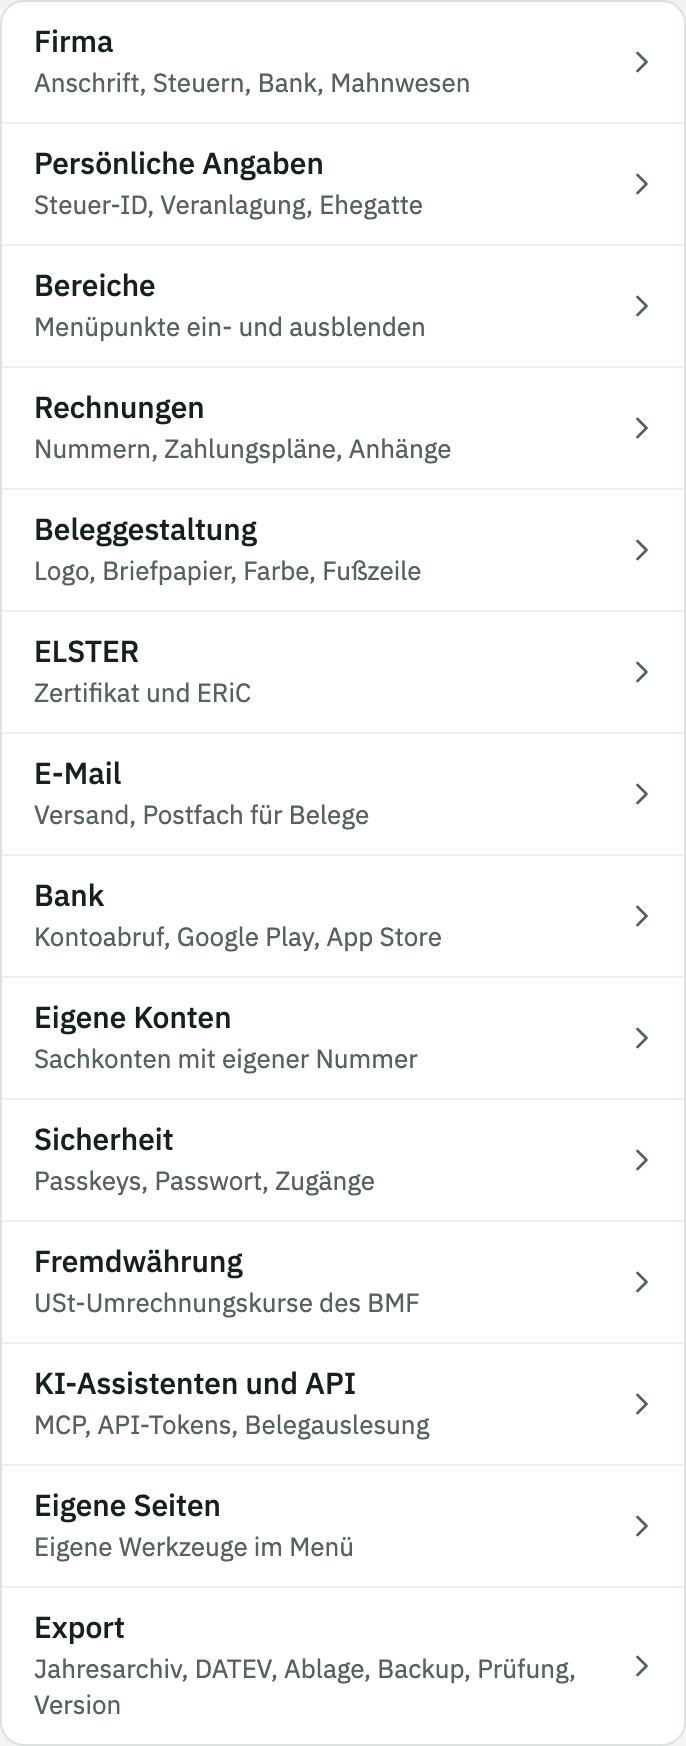 Firma
Anschrift, Steuern, Bank, Mahnwesen
Persönliche Angaben
Steuer-ID, Veranlagung, Ehegatte
Bereiche
Menüpunkte ein- und ausblenden
Rechnungen
Nummern, Zahlungspläne, Anhänge
Beleggestaltung
Logo, Briefpapier, Farbe, Fußzeile
ELSTER
Zertifikat und ERiC
E-Mail
Versand, Postfach für Belege
Bank
Kontoabruf, Google Play, App Store
Eigene Konten
Sachkonten mit eigener Nummer
Sicherheit
Passkeys, Passwort, Zugänge
Fremdwährung
USt-Umrechnungskurse des BMF
KI-Assistenten und API
MCP, API-Tokens, Belegauslesung
Eigene Seiten
Eigene Werkzeuge im Menü
Export
Jahresarchiv, DATEV, Ablage, Backup, Prüfung,
Version